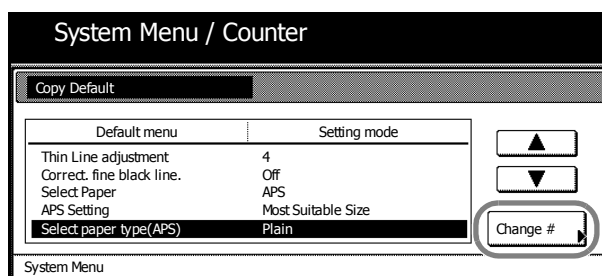 System Menu / Counter
Copy Default
Default menu Setting mode
Thin Line adjustment 4
Correct. fine black line. Off
Select Paper APS
APS Setting Most Suitable Size
Select paper type(APS) Plain
Change #
System Menu